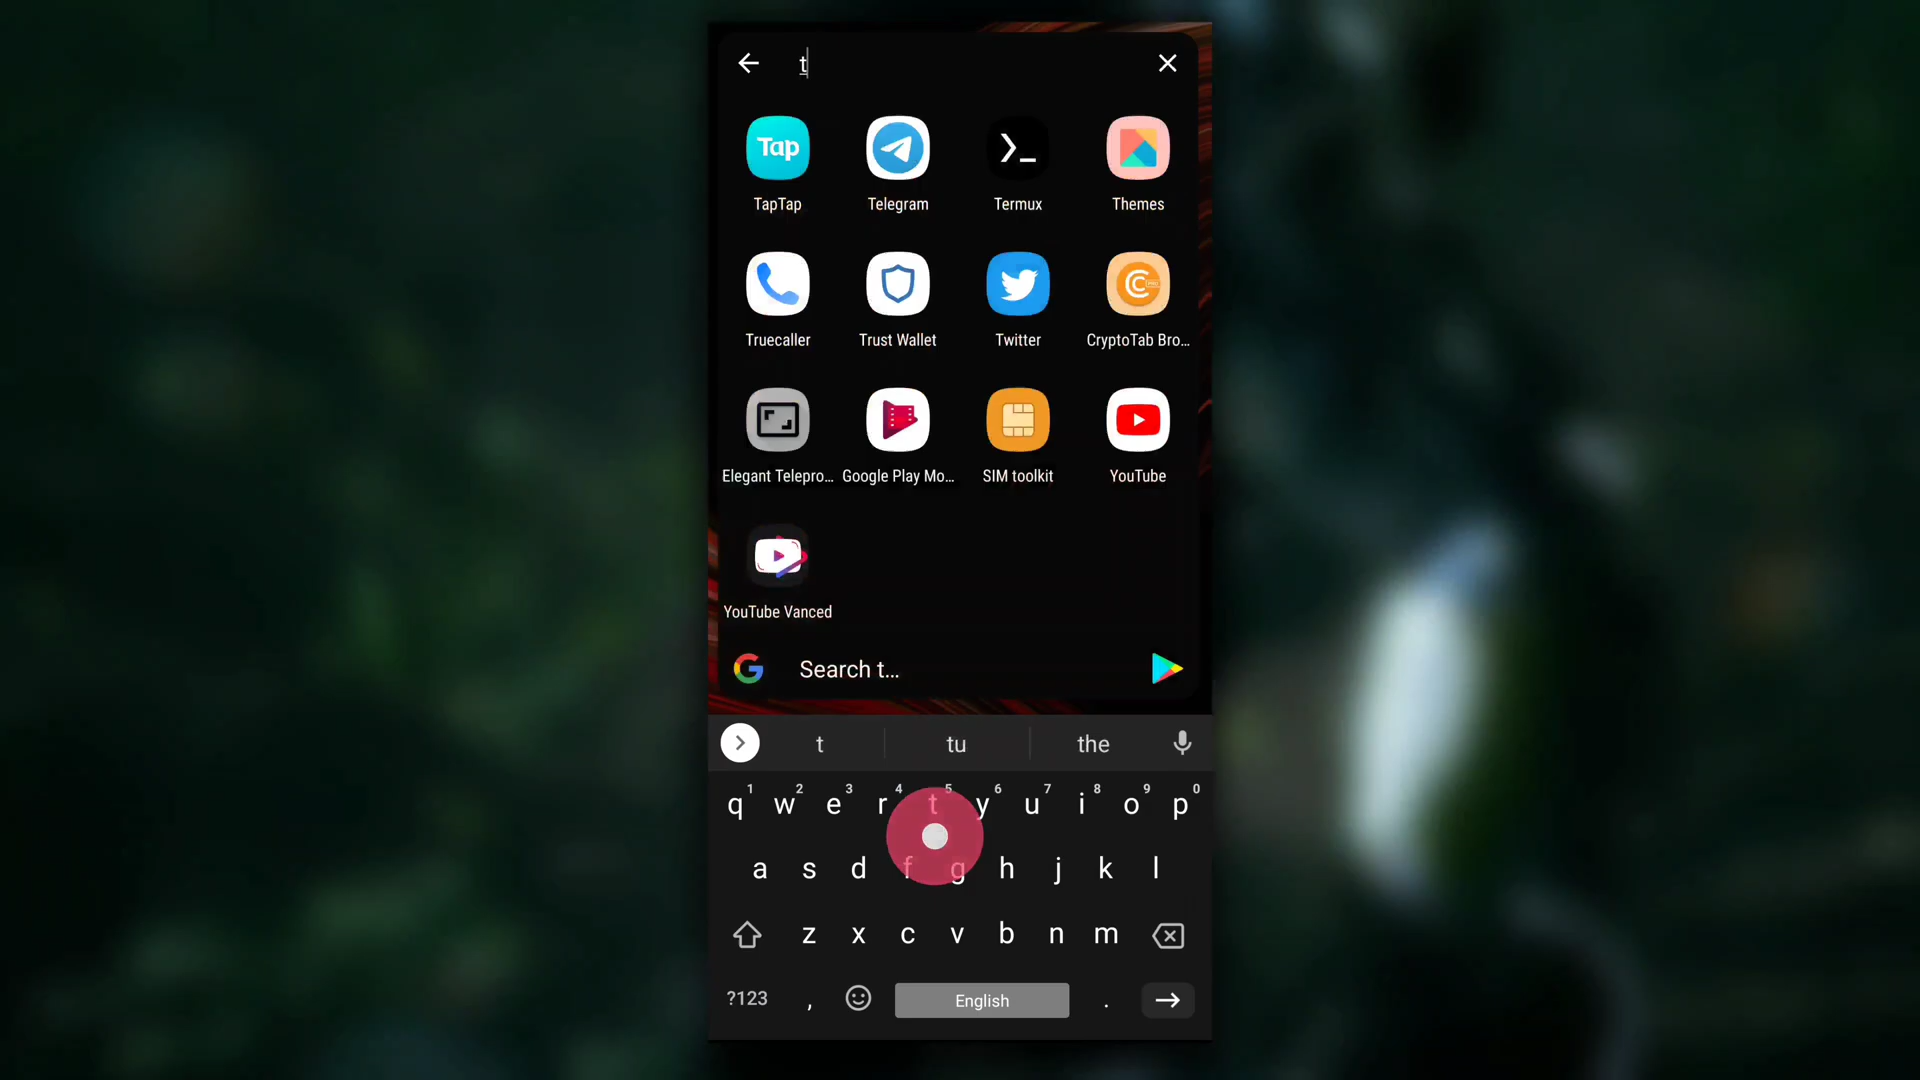 t
Tap
TapTap Telegram Termux Themes
Truecaller Trust Wallet Twitter CryptoTab Bro...
Elegant Telepro... Google Play Mo... SIM toolkit YouTube
YouTube Vanced
G Search t...
t tu the
1 2 3 4 5 6 7 8 9 0
q w e r t y u i o p
a s d f g h j k l
z x c v b n m
?123 , English .